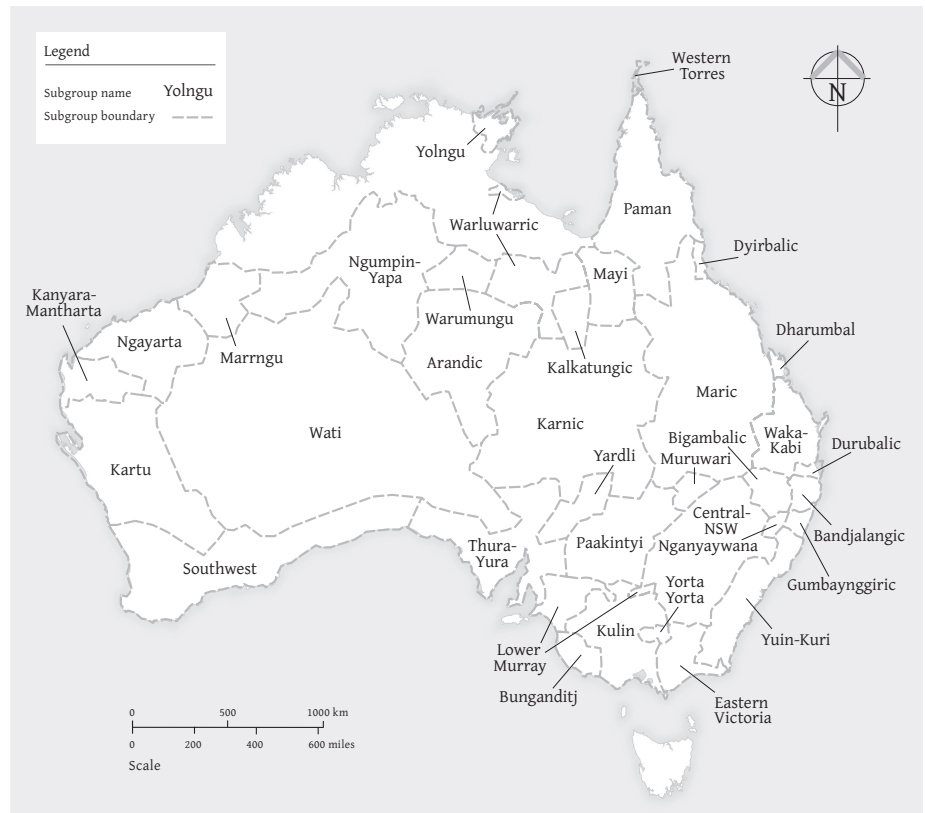 Legend
Subgroup name Yolngu
Subgroup boundary
Western
Torres
N
Yolngu
Paman
Warluwarric
Dyirbalic
Ngumpin-
Yapa
Mayi
Kanyara-
Mantharta
Warumungu
Dharumbal
Ngayarta
Marrngu
Arandic
Kalkatungic
Maric
Karnic
Wati
Bigambalic
Waka-
Kabi
Durubalic
Yardli
Muruwari
Kartu
Central-
NSW
Bandjalangic
Paakintyi
Nganyaywana
Thura-
Yura
Southwest
Gumbaynggiric
Yorta
Yorta
Kulin
Yuin-Kuri
Lower
Murray
Bunganditj
Eastern
Victoria
0 500 1000 km
0 200 400 600 miles
Scale